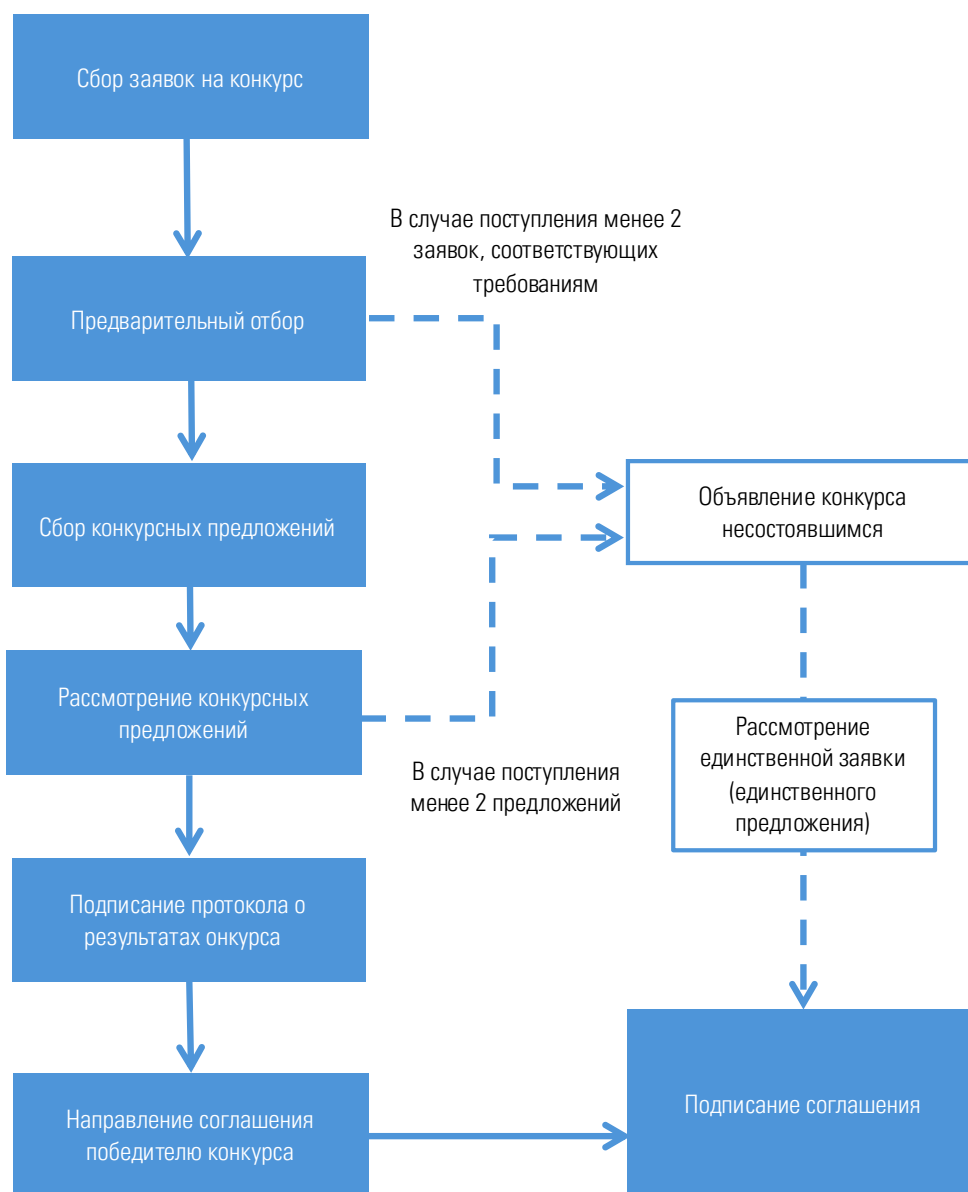 Сбор заявок на конкурс
В случае поступления менее 2
заявок, соответствующих
требованиям
Предварительный отбор
Сбор конкурсных предложений
Объявление конкурса
несостоявшимся
Рассмотрение конкурсных
предложений
В случае поступления
менее 2 предложений
Рассмотрение
единственной заявки
(единственного
предложения)
Подписание протокола о
результатах онкурса
Направление соглашения
победителю конкурса
Подписание соглашения